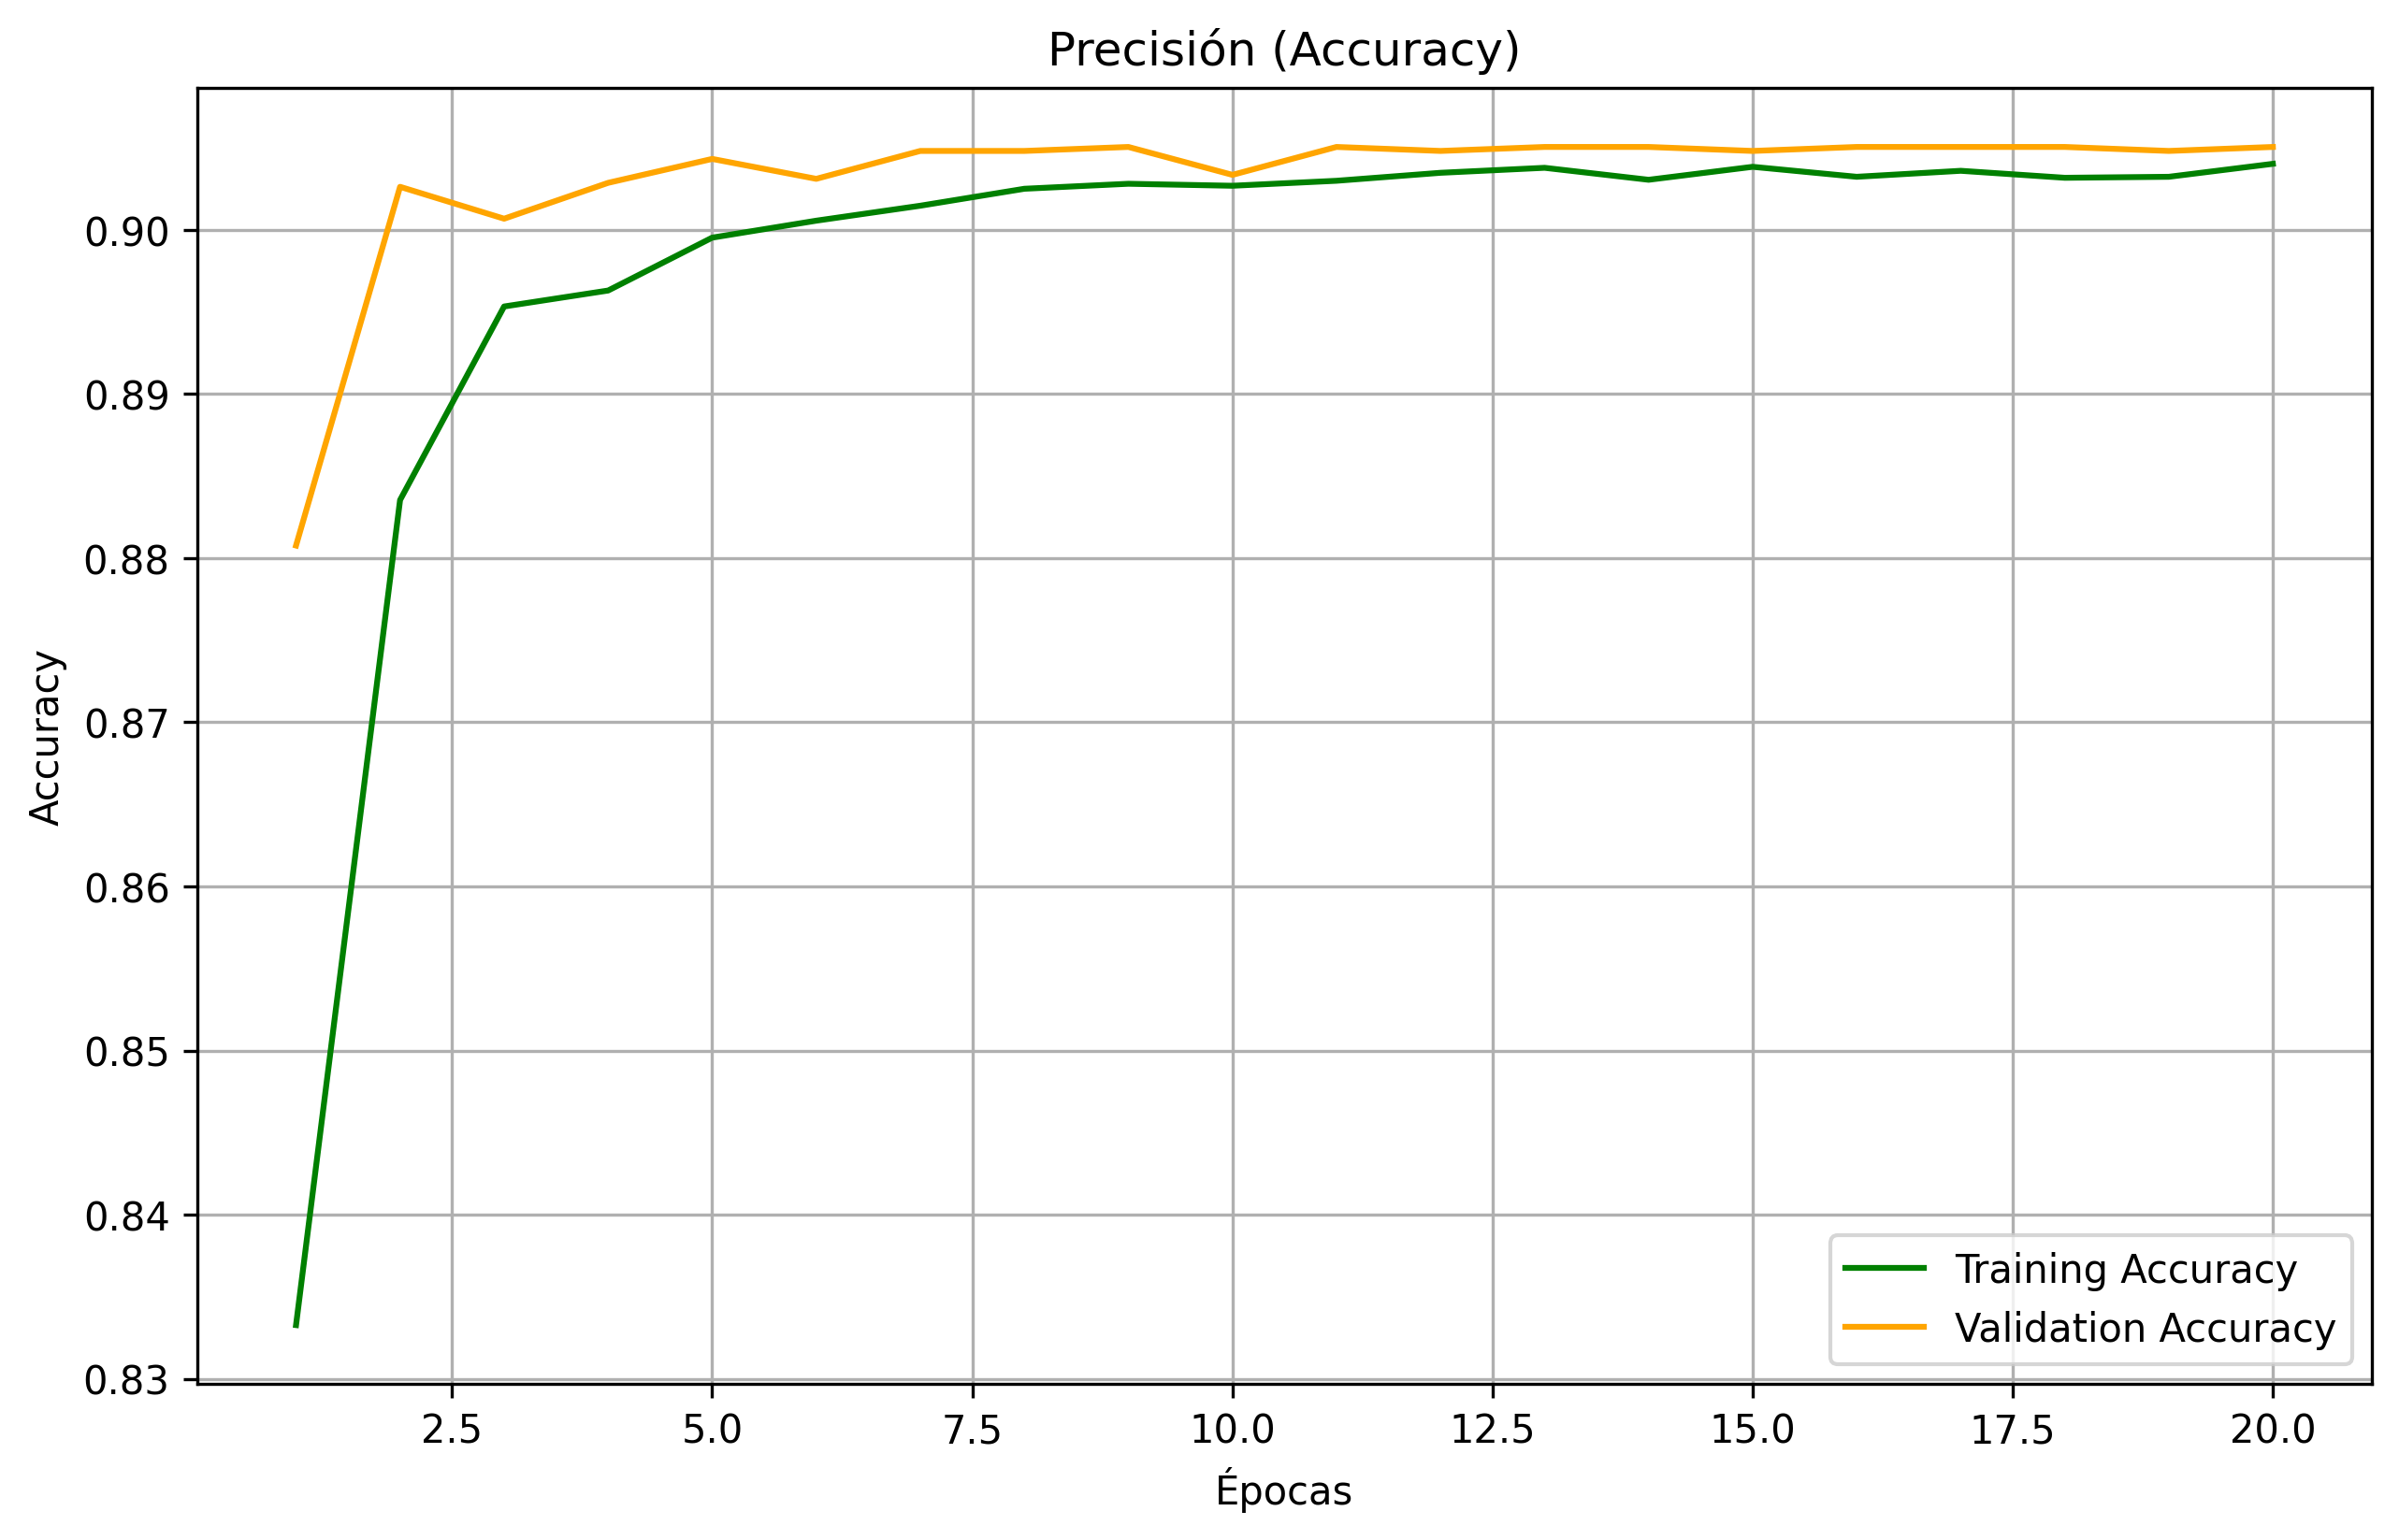 Precisión (Accuracy)
Accuracy
0.90
0.89
0.88
0.87
0.86
0.85
0.84
0.83
2.5 5.0 7.5 10.0 12.5 15.0 17.5 20.0
Épocas
Training Accuracy
Validation Accuracy